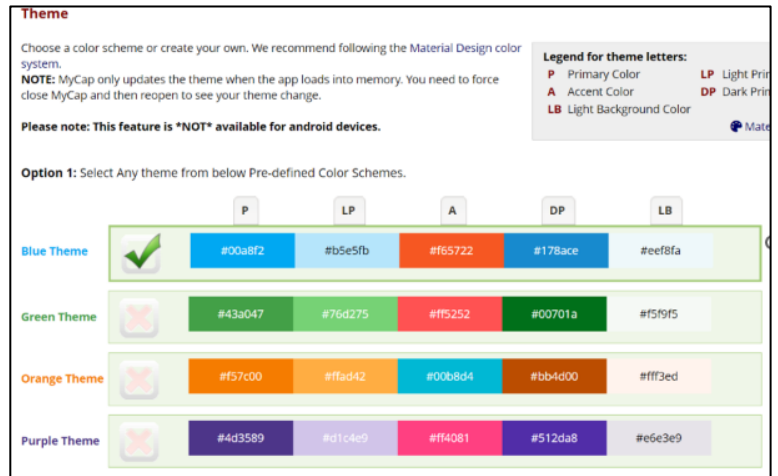 Theme
Choose a color scheme or create your own. We recommend following the Material Design color
system.
NOTE: MyCap only updates the theme when the app loads into memory. You need to force
close MyCap and then reopen to see your theme change.
Please note: This feature is *NOT* available for android devices.
Legend for theme letters:
P Primary Color LP Light Prin
A Accent Color DP Dark Prin
LB Light Background Color
Mate
Option 1: Select Any theme from below Pre-defined Color Schemes.
P LP A DP LB
Blue Theme #00a8f2 #b5e5fb #f65722 #178ace #eef8fa
Green Theme #43a047 #76d275 #ff5252 #00701a #f5f9f5
Orange Theme #f57c00 #ffad42 #00b8d4 #bb4d00 #fff3ed
Purple Theme #4d3589 #d1c4e9 #ff4081 #512da8 #e6e3e9